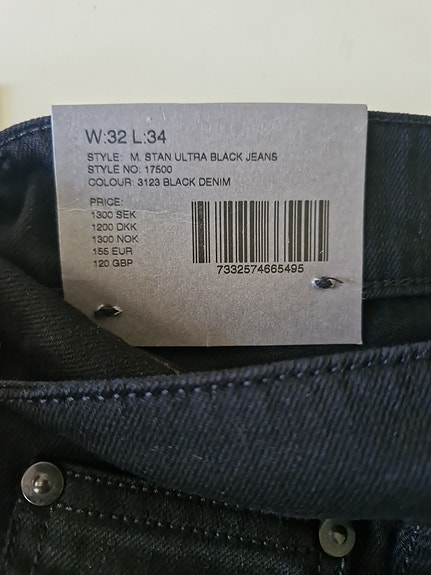 W:32 L:34
STYLE: M. STAN ULTRA BLACK JEANS
STYLE NO: 17500
COLOUR: 3123 BLACK DENIM
PRICE:
1300 SEK
1200 DKK
1300 NOK
155 EUR
120 GBP
7332574665495